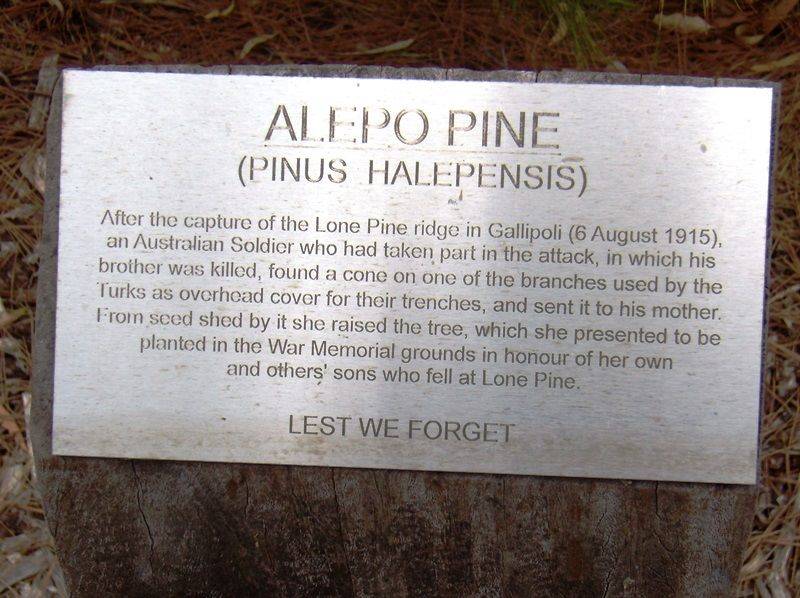 ALEPO PINE
(PINUS HALEPENSIS)
After the capture of the Lone Pine ridge in Gallipoli (6 August 1915),
an Australian Soldier who had taken part in the attack, in which his
brother was killed, found a cone on one of the branches used by the
Turks as overhead cover for their trenches, and sent it to his mother.
From seed shed by it she raised the tree, which she presented to be
planted in the War Memorial grounds in honour of her own
and others' sons who fell at Lone Pine.
LEST WE FORGET